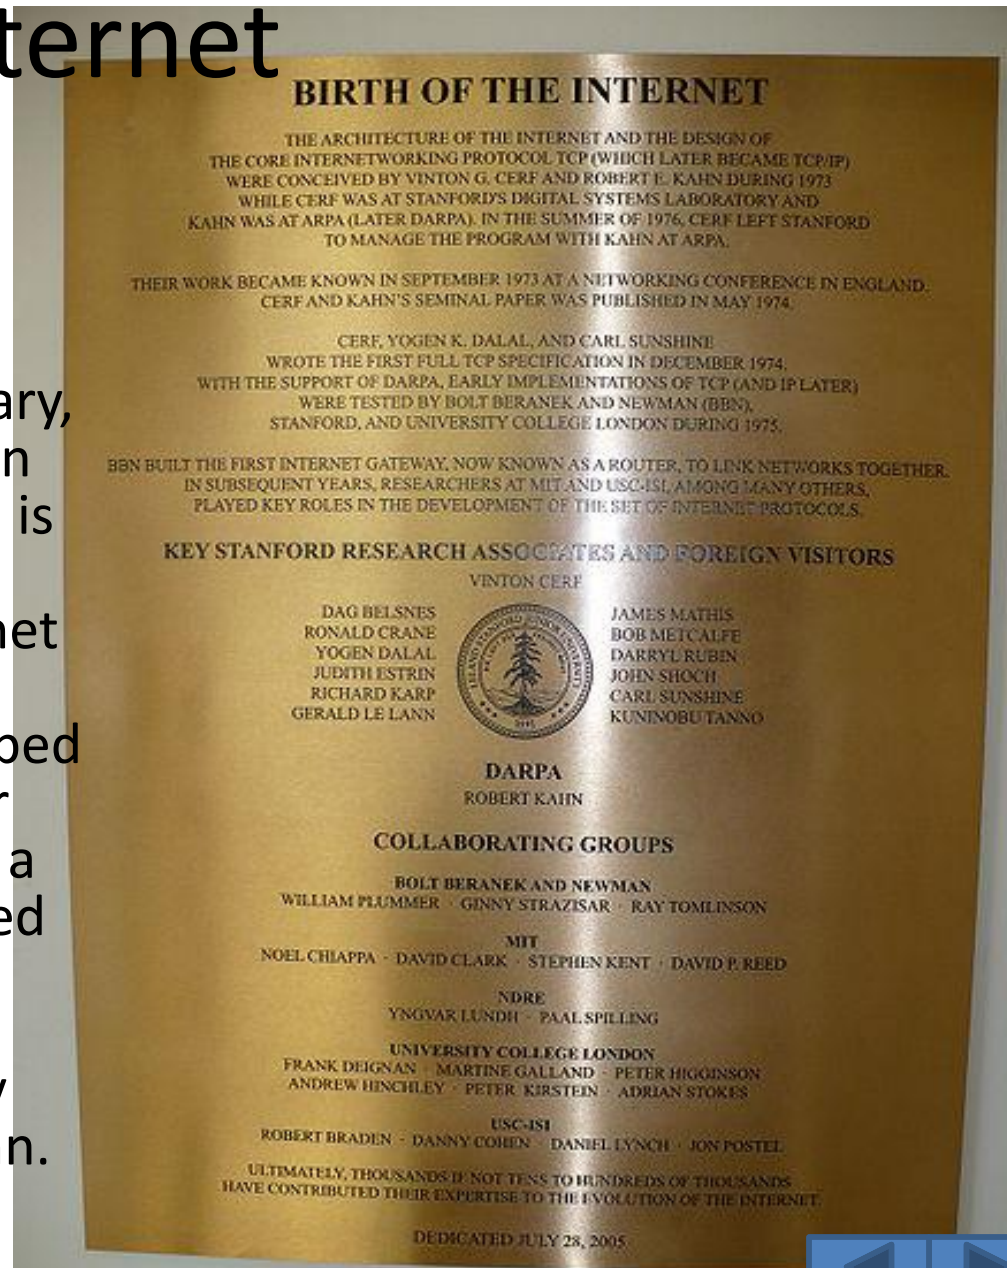 ternet
BIRTH OF THE INTERNET
THE ARCHITECTURE OF THE INTERNET AND THE DESIGN OF
THE CORE INTERNETWORKING PROTOCOL TCP (WHICH LATER BECAME TCP/IP)
WERE CONCEIVED BY VINTON G. CERF AND ROBERT E. KAHN DURING 1973
WHILE CERF WAS AT STANFORD'S DIGITAL SYSTEMS LABORATORY AND
KAHN WAS AT ARPA (LATER DARPA). IN THE SUMMER OF 1976, CERF LEFT STANFORD
TO MANAGE THE PROGRAM WITH KAHN AT ARPA.
THEIR WORK BECAME KNOWN IN SEPTEMBER 1973 AT A NETWORKING CONFERENCE IN ENGLAND.
CERF AND KAHN'S SEMINAL PAPER WAS PUBLISHED IN MAY 1974.
CERF, YOGEN K. DALAL, AND CARL SUNSHINE
WROTE THE FIRST FULL TCP SPECIFICATION IN DECEMBER 1974.
WITH THE SUPPORT OF DARPA, EARLY IMPLEMENTATIONS OF TCP (AND IP LATER)
WERE TESTED BY BOLT BERANEK AND NEWMAN (BBN),
STANFORD, AND UNIVERSITY COLLEGE LONDON DURING 1975.
BBN BUILT THE FIRST INTERNET GATEWAY, NOW KNOWN AS A ROUTER, TO LINK NETWORKS TOGETHER.
IN SUBSEQUENT YEARS, RESEARCHERS AT MIT AND USC-ISI, AMONG MANY OTHERS,
PLAYED KEY ROLES IN THE DEVELOPMENT OF THE SET OF INTERNET PROTOCOLS.
KEY STANFORD RESEARCH ASSOCIATES AND FOREIGN VISITORS
VINTON CERF
DAG BELSNES
RONALD CRANE
YOGEN DALAL
JUDITH ESTRIN
RICHARD KARP
GERALD LE LANN
JAMES MATHIS
BOB METCALFE
DARRYL RUBIN
JOHN SHOCH
CARL SUNSHINE
KUNINOBU TANNO
DARPA
ROBERT KAHN
COLLABORATING GROUPS
BOLT BERANEK AND NEWMAN
WILLIAM PLUMMER · GINNY STRAZISAR · RAY TOMLINSON
MIT
NOEL CHIAPPA · DAVID CLARK · STEPHEN KENT · DAVID P. REED
NDRE
YNGVAR LUNDH · PAAL SPILLING
UNIVERSITY COLLEGE LONDON
FRANK DEIGNAN · MARTINE GALLAND · PETER HIGGINSON
ANDREW HINCHLEY · PETER KIRSTEIN · ADRIAN STOKES
USC-ISI
ROBERT BRADEN · DANNY COHEN · DANIEL LYNCH · JON POSTEL
ULTIMATELY, THOUSANDS IF NOT TENS TO HUNDREDS OF THOUSANDS
HAVE CONTRIBUTED THEIR EXPERTISE TO THE EVOLUTION OF THE INTERNET.
DEDICATED JULY 28, 2005
ary,
n
is
net
ped
r
a
ed
y
n.